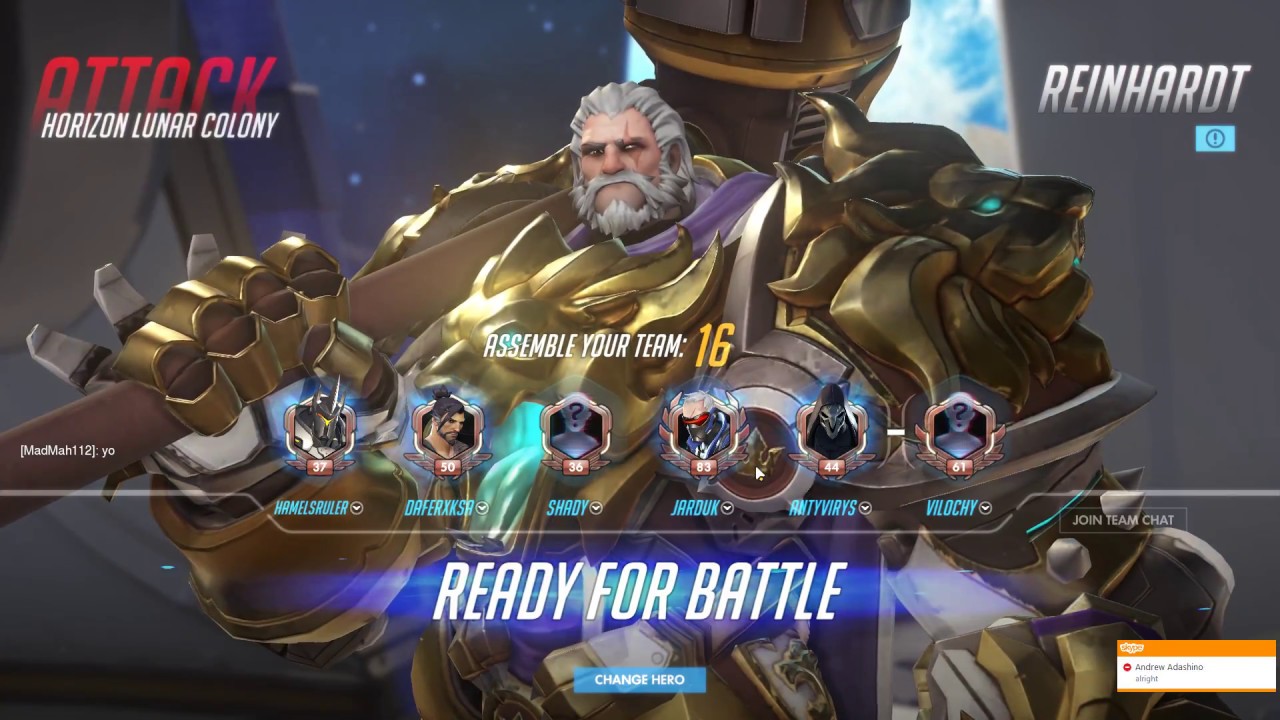 ATTACK
HORIZON LUNAR COLONY
REINHARDT
ASSEMBLE YOUR TEAM: 16
37
50
36
83
44
61
[MadMah112]: yo
HAMELSRULER
DAFERXKSA
SHADY
JARDUK
ANTYVIRYS
VILOCHY
JOIN TEAM CHAT
READY FOR BATTLE
CHANGE HERO
skype
Andrew Adashino
alright